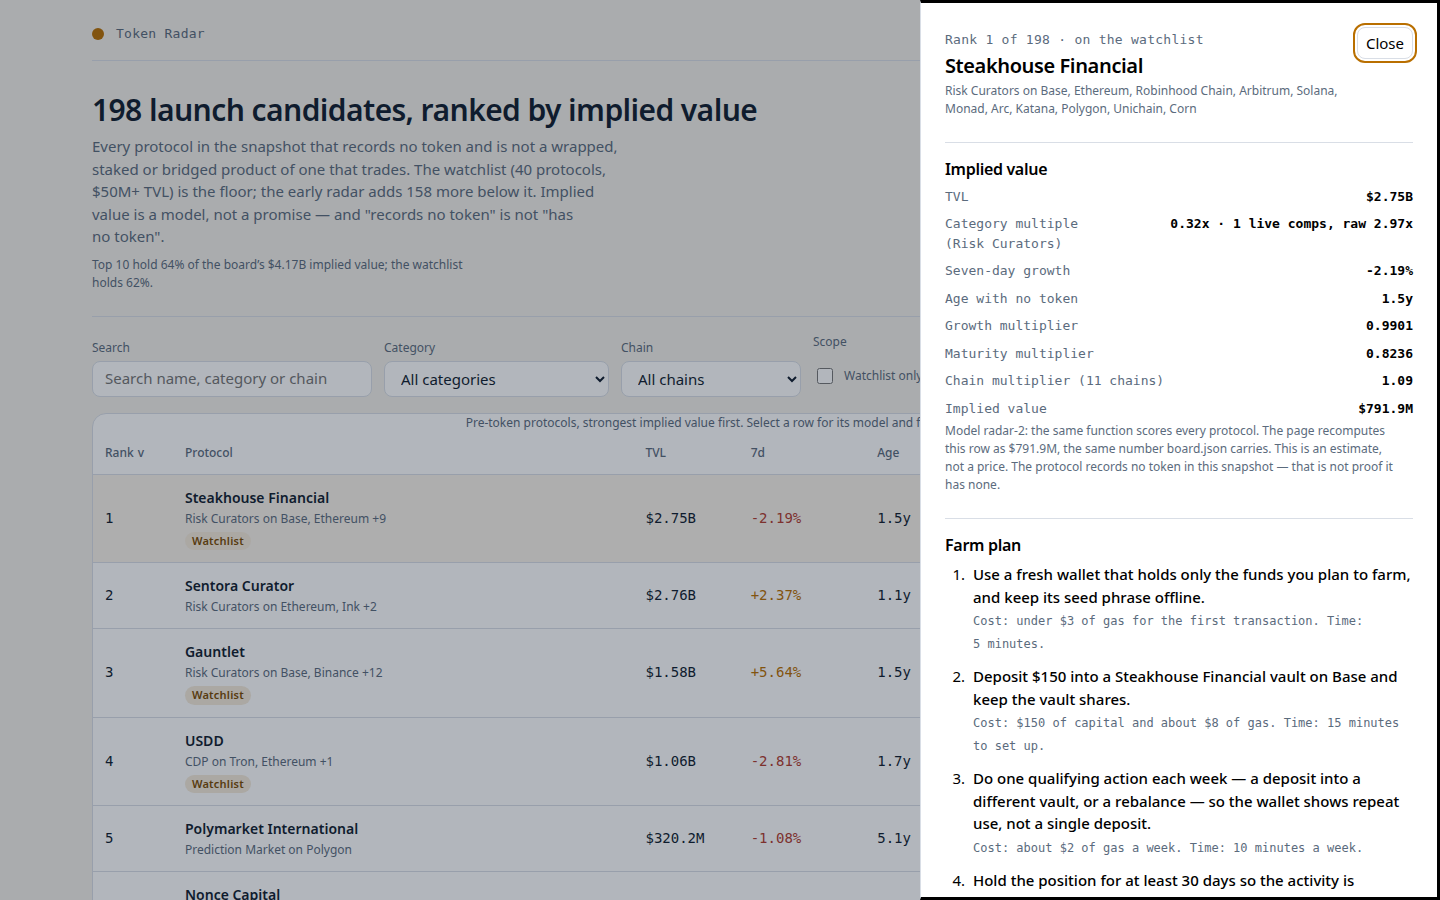 Token Radar
198 launch candidates, ranked by implied value
Every protocol in the snapshot that records no token and is not a wrapped,
staked or bridged product of one that trades. The watchlist (40 protocols,
$50M+ TVL) is the floor; the early radar adds 158 more below it. Implied
value is a model, not a promise — and "records no token" is not "has
no token".
Top 10 hold 64% of the board's $4.17B implied value; the watchlist
holds 62%.
Search
Category
Chain
Scope
Search name, category or chain
All categories
All chains
Watchlist only
Pre-token protocols, strongest implied value first. Select a row for its model and f
Rank v
Protocol
TVL
7d
Age
1
Steakhouse Financial
Risk Curators on Base, Ethereum +9
Watchlist
$2.75B
-2.19%
1.5y
2
Sentora Curator
Risk Curators on Ethereum, Ink +2
$2.76B
+2.37%
1.1y
3
Gauntlet
Risk Curators on Base, Binance +12
Watchlist
$1.58B
+5.64%
1.5y
4
USDD
CDP on Tron, Ethereum +1
Watchlist
$1.06B
-2.81%
1.7y
5
Polymarket International
Prediction Market on Polygon
$320.2M
-1.08%
5.1y
Nonce Capital
Rank 1 of 198 · on the watchlist
Close
Steakhouse Financial
Risk Curators on Base, Ethereum, Robinhood Chain, Arbitrum, Solana,
Monad, Arc, Katana, Polygon, Unichain, Corn
Implied value
TVL
$2.75B
Category multiple
(Risk Curators)
0.32x · 1 live comps, raw 2.97x
Seven-day growth
-2.19%
Age with no token
1.5y
Growth multiplier
0.9901
Maturity multiplier
0.8236
Chain multiplier (11 chains)
1.09
Implied value
$791.9M
Model radar-2: the same function scores every protocol. The page recomputes
this row as $791.9M, the same number board.json carries. This is an estimate,
not a price. The protocol records no token in this snapshot — that is not proof it
has none.
Farm plan
1. Use a fresh wallet that holds only the funds you plan to farm,
and keep its seed phrase offline.
Cost: under $3 of gas for the first transaction. Time:
5 minutes.
2. Deposit $150 into a Steakhouse Financial vault on Base and
keep the vault shares.
Cost: $150 of capital and about $8 of gas. Time: 15 minutes
to set up.
3. Do one qualifying action each week — a deposit into a
different vault, or a rebalance — so the wallet shows repeat
use, not a single deposit.
Cost: about $2 of gas a week. Time: 10 minutes a week.
4. Hold the position for at least 30 days so the activity is